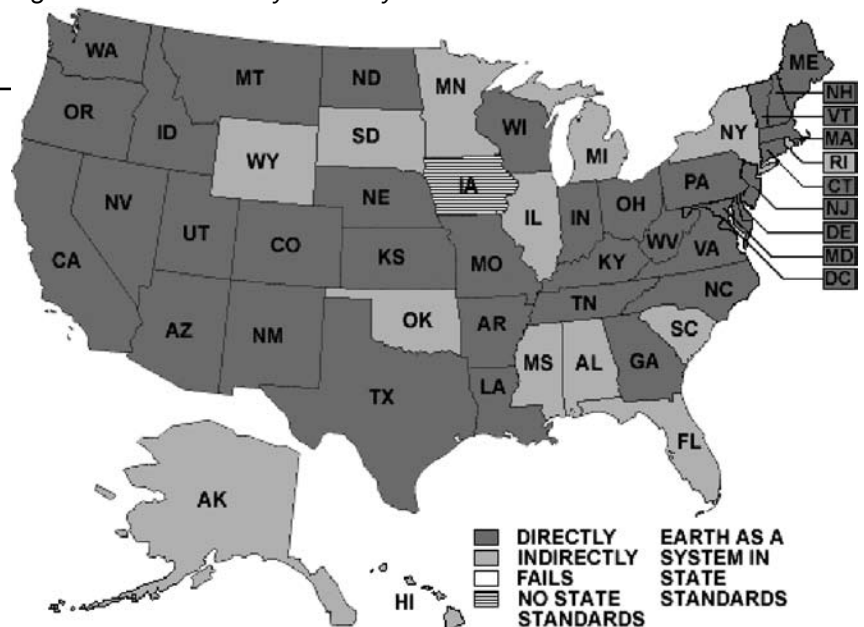 WA
MT
ND
MN
ME
OR
ID
WY
SD
WI
MI
NY
NH
VT
MA
RI
CT
NJ
DE
MD
DC
NV
UT
CO
NE
IA
IL
IN
OH
PA
CA
KS
MO
KY
WV
VA
AZ
NM
OK
AR
TN
NC
TX
LA
MS
AL
GA
SC
FL
AK
HI
DIRECTLY EARTH AS A
INDIRECTLY SYSTEM IN
FAILS STATE
NO STATE STANDARDS
STANDARDS